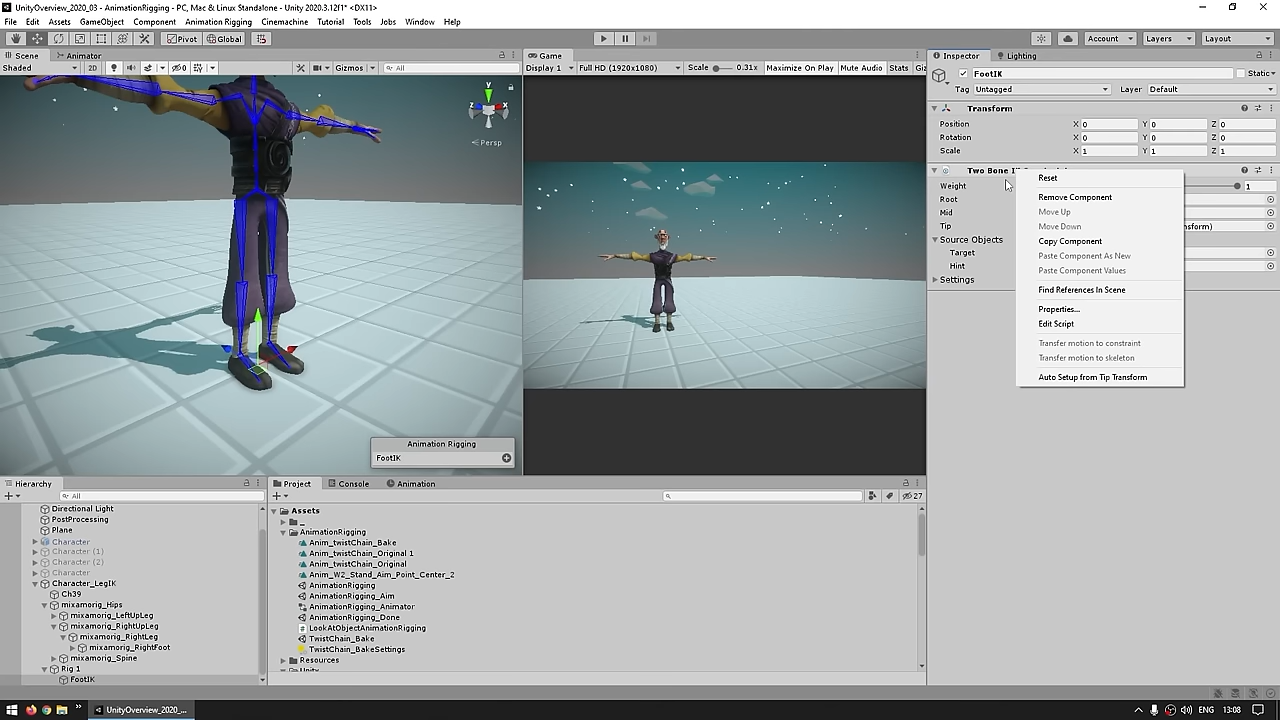 UnityOverview_2020_03 - AnimationRigging - PC, Mac & Linux Standalone - Unity 2020.3.12f1* <DX11>
File Edit Assets GameObject Component Animation Rigging Cinemachine Tutorial Tools Jobs Window Help
Pivot Global Account Layers Layout
Scene Animator
Shaded 2D 0 Gizmos All
Y
Z X
Persp
Animation Rigging
FootIK
Game
Display 1 Full HD (1920x1080) Scale 0.31x Maximize On Play Mute Audio Stats Giz
Inspector Lighting
FootIK Static
Tag Untagged Layer Default
Transform
Position X 0 Y 0 Z 0
Rotation X 0 Y 0 Z 0
Scale X 1 Y 1 Z 1
Two Bone
Weight 1
Root
Mid
Tip
Source Objects
Target
Hint
Settings
Reset
Remove Component
Move Up
Move Down
Copy Component
Paste Component As New
Paste Component Values
Find References In Scene
Properties...
Edit Script
Transfer motion to constraint
Transfer motion to skeleton
Auto Setup from Tip Transform
Hierarchy
All
Directional Light
PostProcessing
Plane
Character
Character (1)
Character (2)
Character
Character_LegIK
Ch39
mixamorig_Hips
mixamorig_LeftUpLeg
mixamorig_RightUpLeg
mixamorig_RightLeg
mixamorig_RightFoot
mixamorig_Spine
Rig 1
FootIK
Project Console Animation
27
Assets
_
AnimationRigging
Anim_twistChain_Bake
Anim_twistChain_Original 1
Anim_twistChain_Original
Anim_W2_Stand_Aim_Point_Center_2
AnimationRigging
AnimationRigging_Aim
AnimationRigging_Animator
AnimationRigging_Done
LookAtObjectAnimationRigging
TwistChain_Bake
TwistChain_BakeSettings
Resources
Unity
UnityOverview_2020_...
ENG 13:08